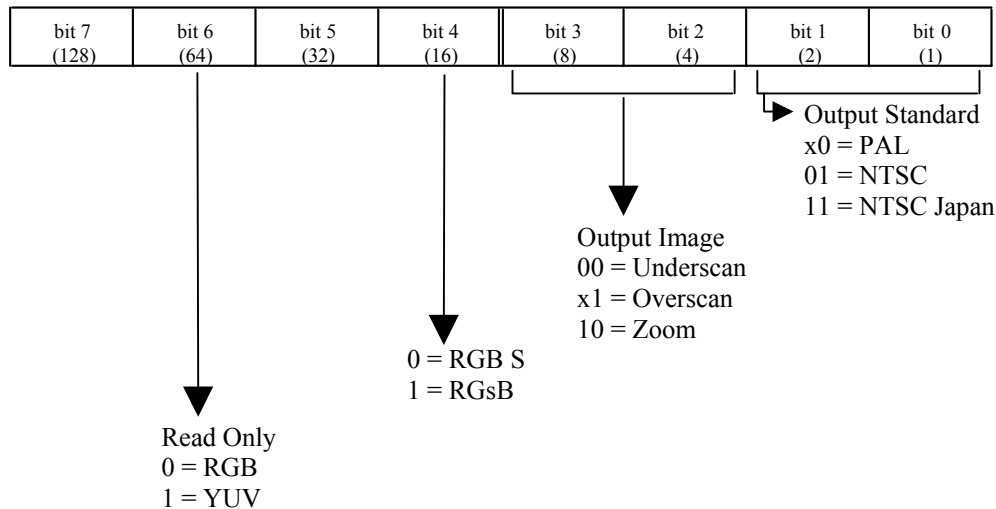 bit 7 bit 6 bit 5 bit 4 bit 3 bit 2 bit 1 bit 0
(128) (64) (32) (16) (8) (4) (2) (1)
Output Standard
x0 = PAL
01 = NTSC
11 = NTSC Japan
Output Image
00 = Underscan
x1 = Overscan
10 = Zoom
0 = RGB S
1 = RGsB
Read Only
0 = RGB
1 = YUV